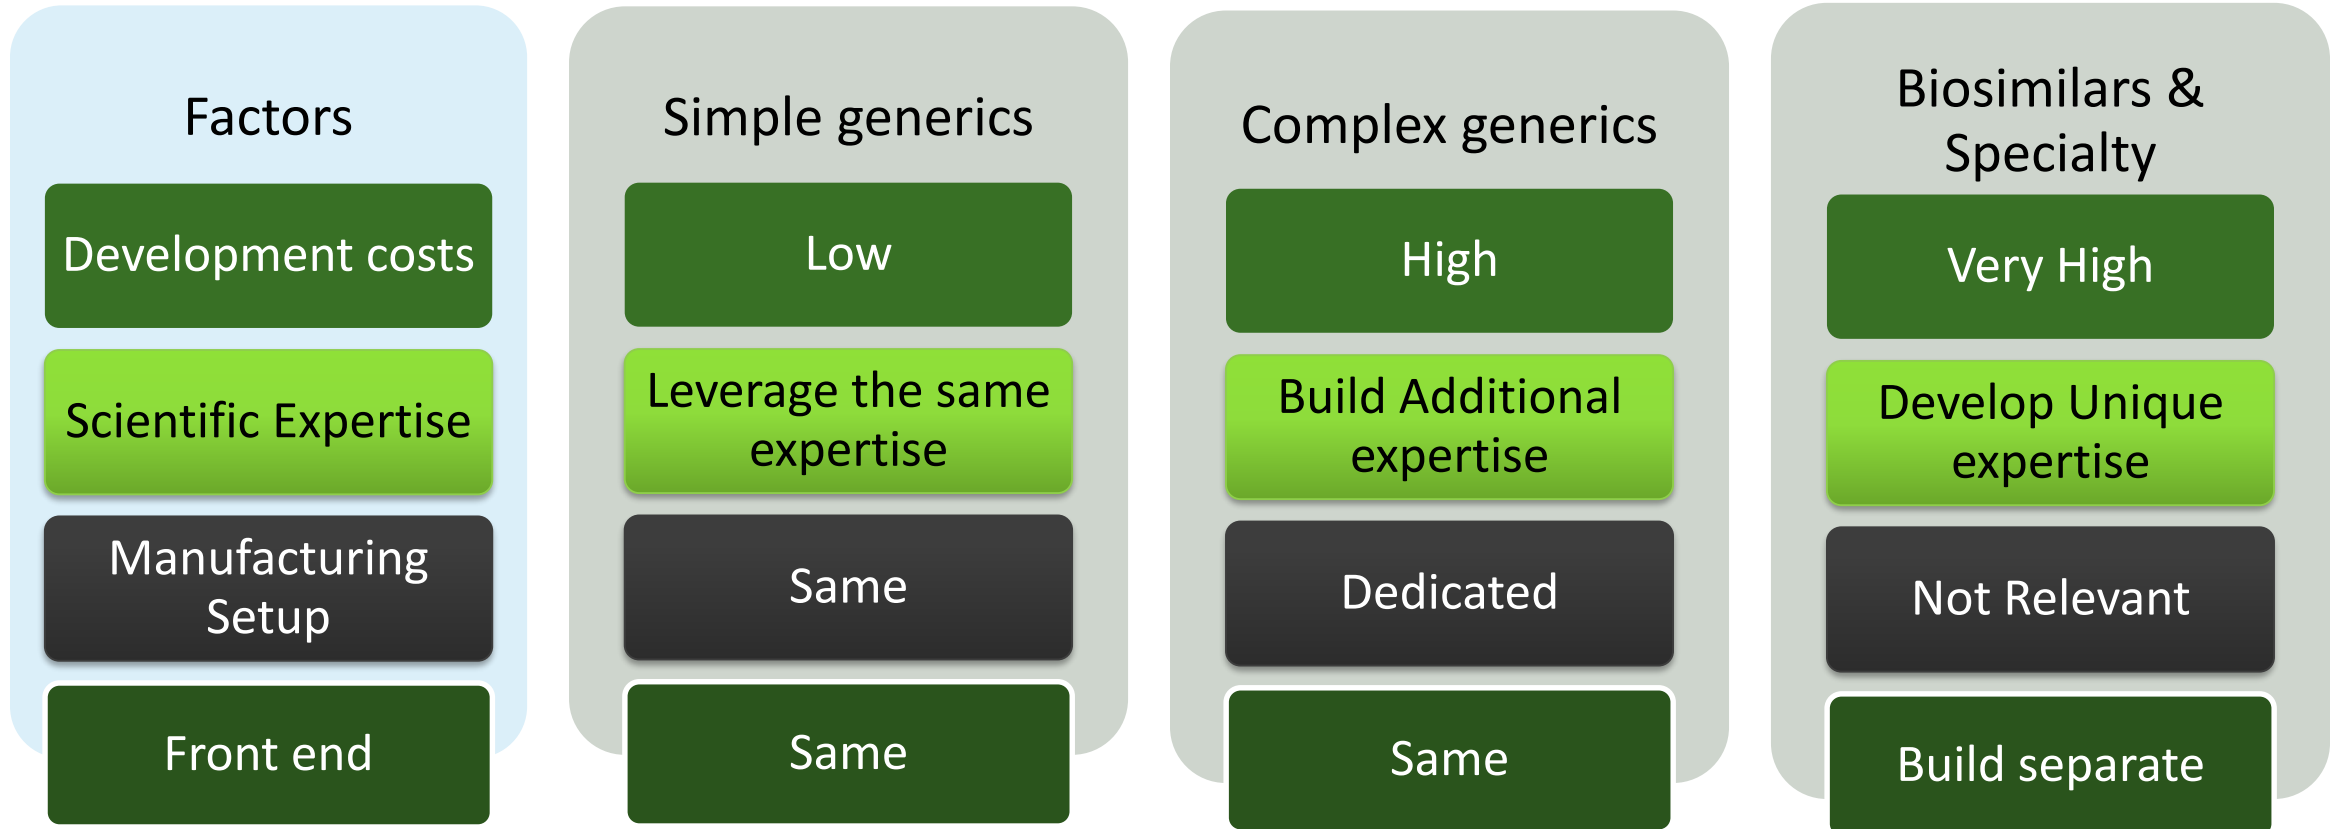 Factors
Development costs
Scientific Expertise
Manufacturing
Setup
Front end
Simple generics
Low
Leverage the same
expertise
Same
Same
Complex generics
High
Build Additional
expertise
Dedicated
Same
Biosimilars &
Specialty
Very High
Develop Unique
expertise
Not Relevant
Build separate